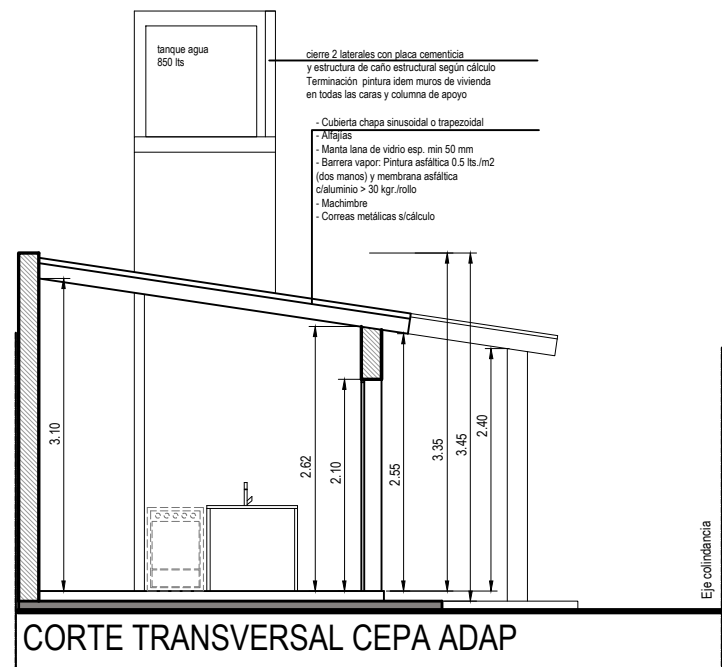 tanque agua
850 lts
cierre 2 laterales con placa cementicia
y estructura de caño estructural según cálculo
Terminación pintura idem muros de vivienda
en todas las caras y columna de apoyo
- Cubierta chapa sinusoidal o trapezoidal
- Alfajías
- Manta lana de vidrio esp. min 50 mm
- Barrera vapor: Pintura asfáltica 0.5 lts./m2
(dos manos) y membrana asfáltica
c/aluminio > 30 kgr./rollo
- Machimbre
- Correas metálicas s/cálculo
3.10
2.62
2.10
2.55
3.35
3.45
2.40
Eje colindancia
CORTE TRANSVERSAL CEPA ADAP